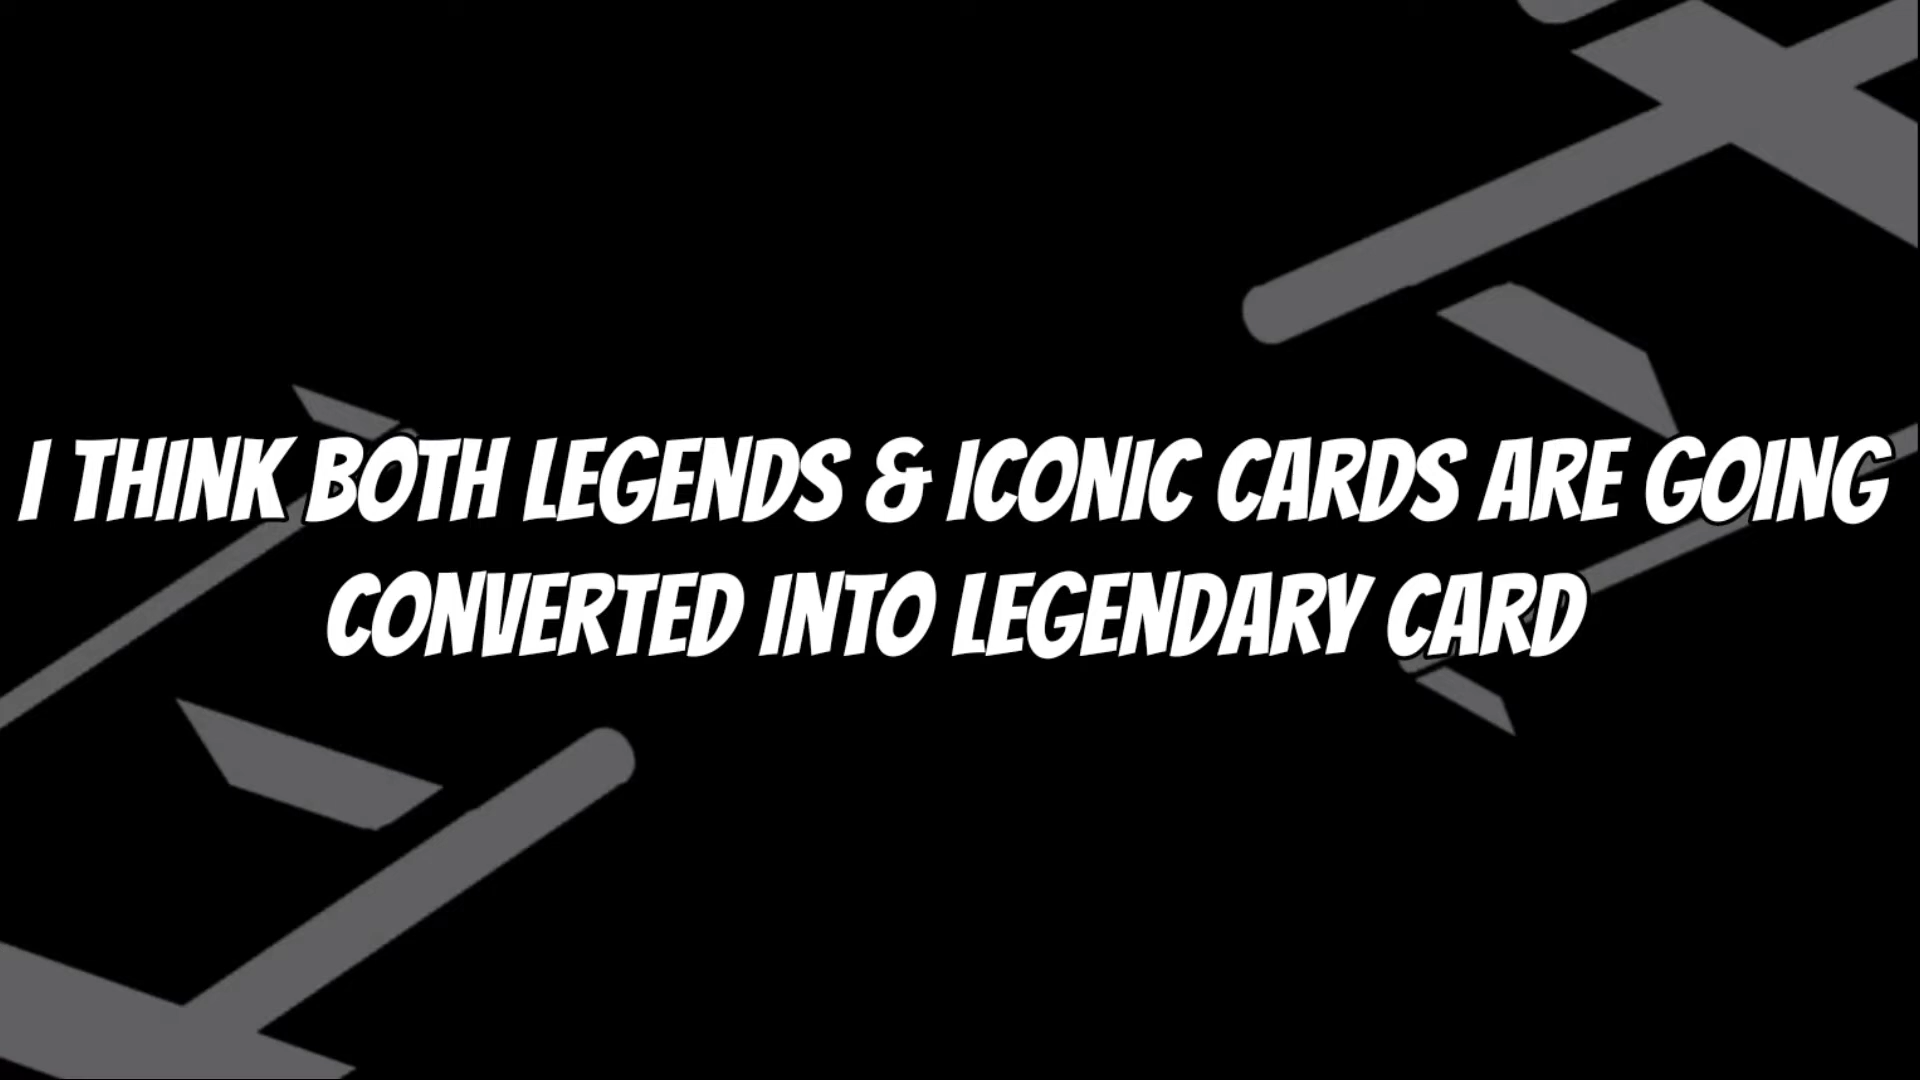 I THINK BOTH LEGENDS & ICONIC CARDS ARE GOING
CONVERTED INTO LEGENDARY CARD